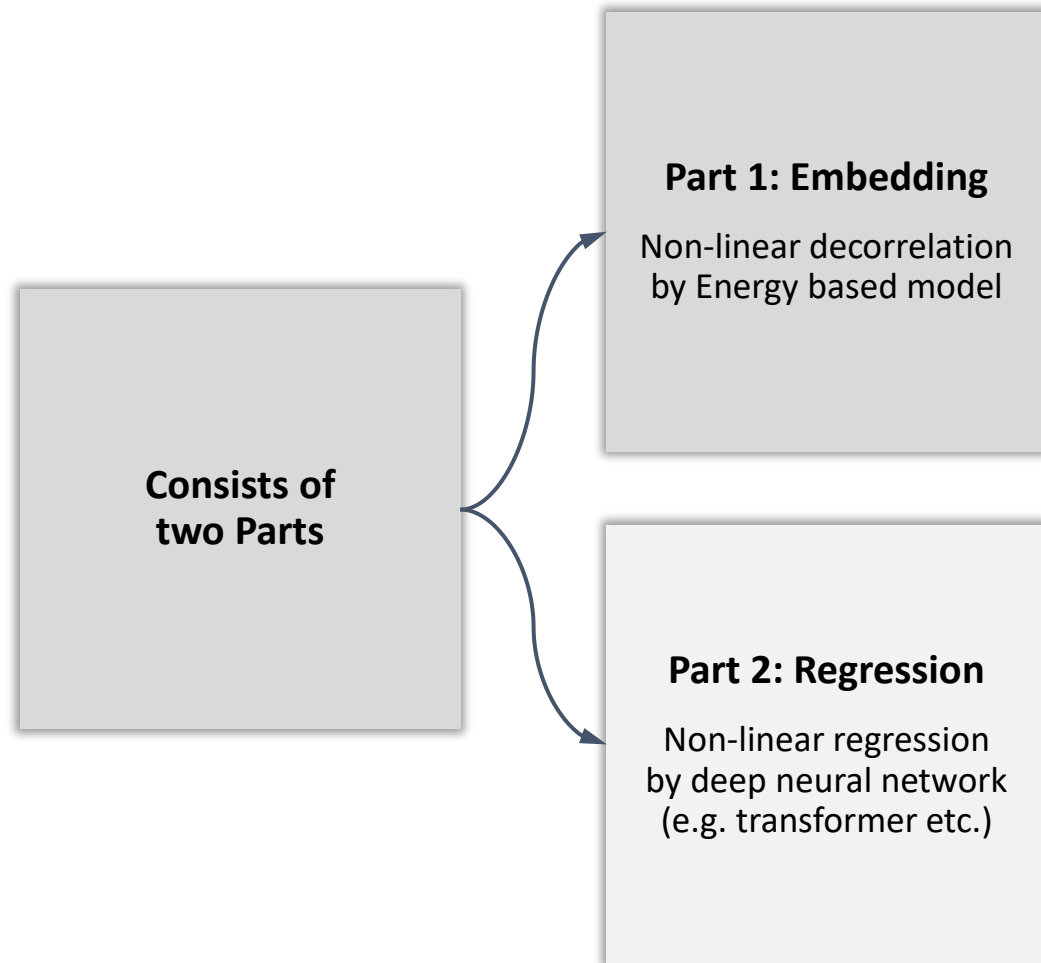 Part 1: Embedding
Non-linear decorrelation
by Energy based model
Consists of
two Parts
Part 2: Regression
Non-linear regression
by deep neural network
(e.g. transformer etc.)